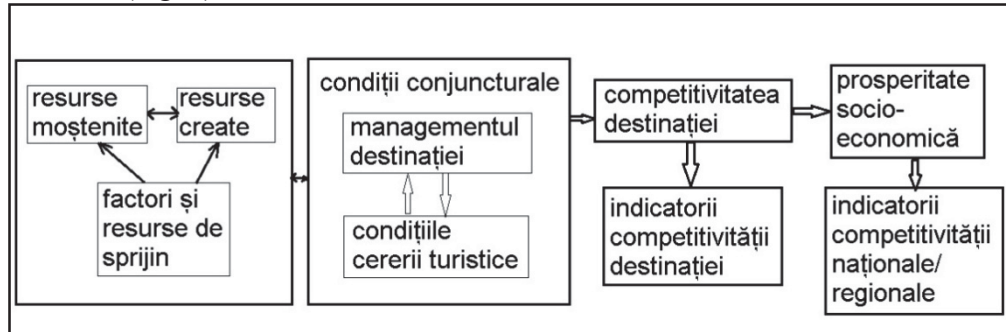 resurse
moștenite
resurse
create
factori și
resurse de
sprijin
condiții conjuncturale
managementul
destinației
condițiile
cererii turistice
competitivitatea
destinației
indicatorii
competitivității
destinației
prosperitate
socio-
economică
indicatorii
competitivității
naționale/
regionale